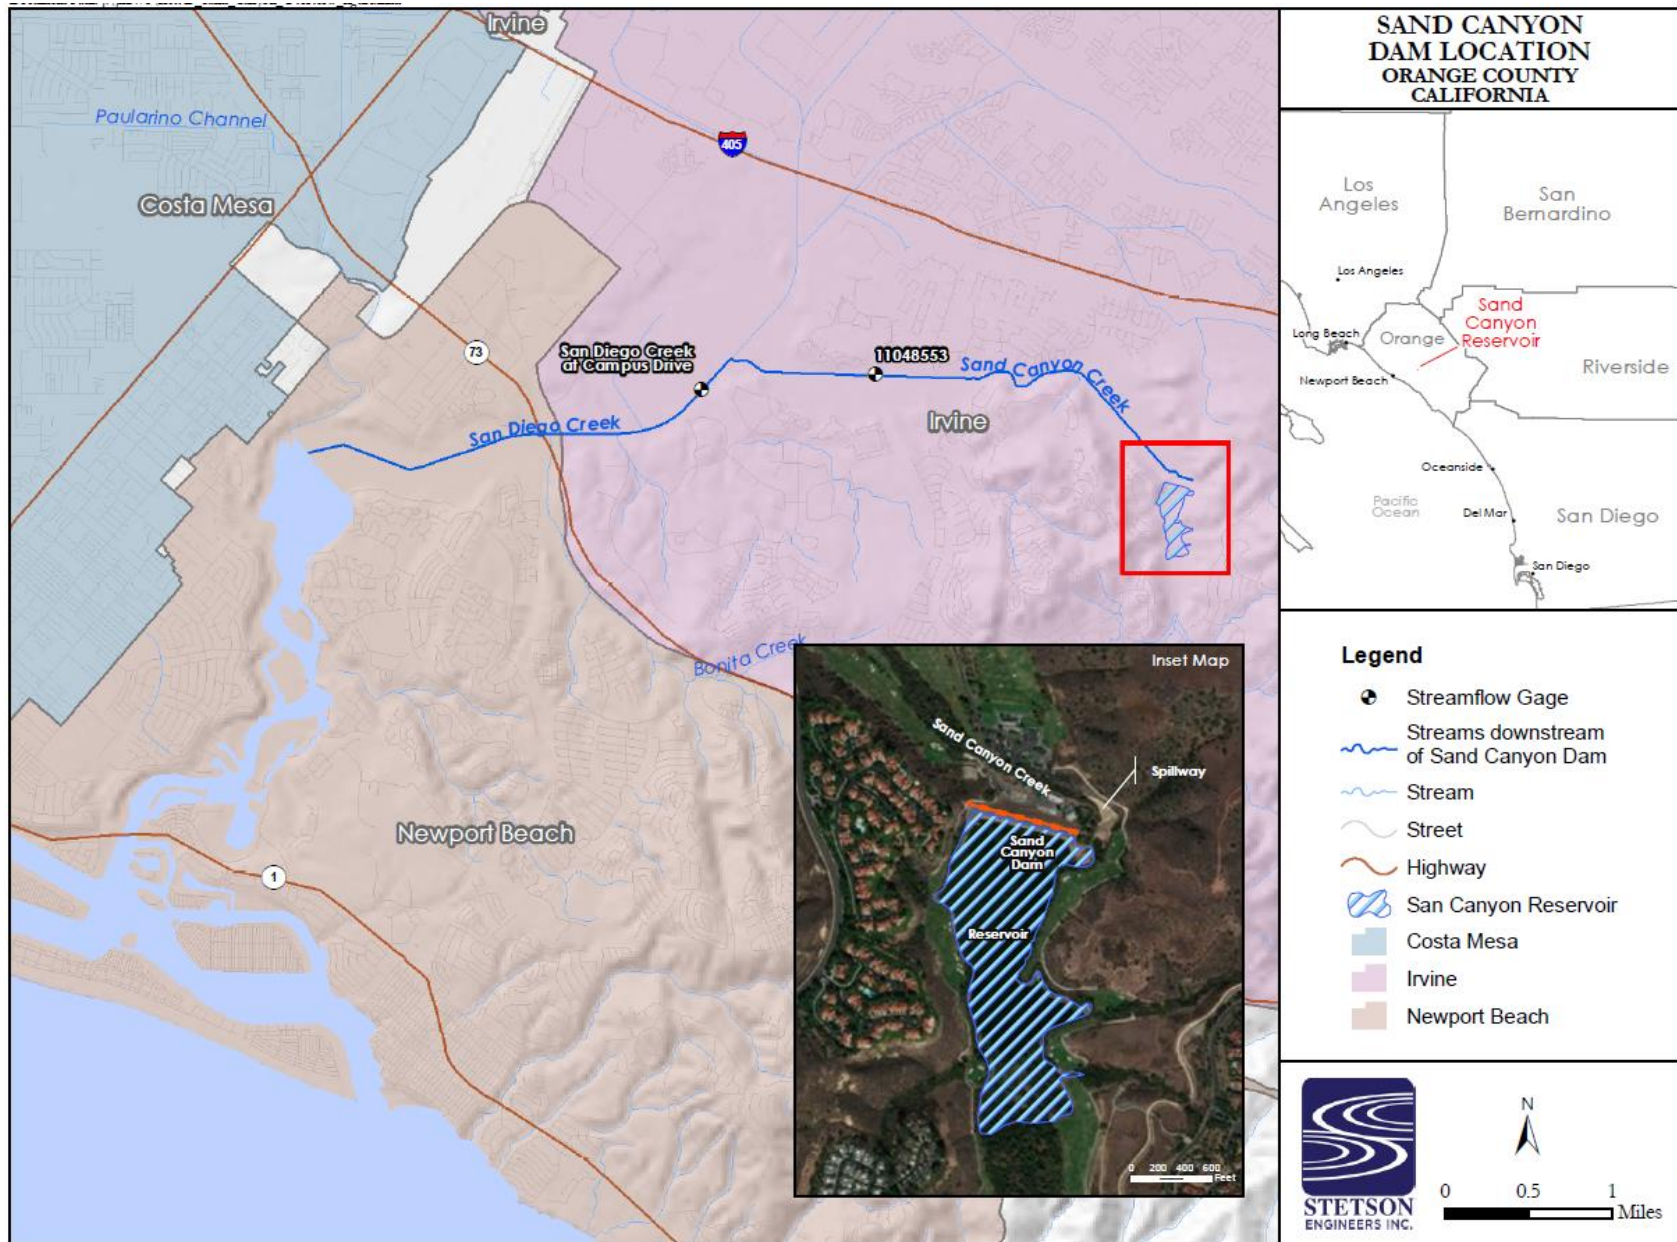 Irvine
Paularino Channel
405
Costa Mesa
73
San Diego Creek
at Campus Drive
11048553
Sand Canyon Creek
San Diego Creek
Irvine
Bonita Creek
Newport Beach
1
Inset Map
Sand Canyon Creek
Spillway
Sand
Canyon
Dam
Reservoir
0 200 400 600
Feet
SAND CANYON
DAM LOCATION
ORANGE COUNTY
CALIFORNIA
Los
Angeles
San
Bernardino
Los Angeles
Sand
Canyon
Reservoir
Long Beach
Orange
Newport Beach
Riverside
Oceanside
Pacific
Ocean
Del Mar
San Diego
San Diego
Legend
Streamflow Gage
Streams downstream
of Sand Canyon Dam
Stream
Street
Highway
San Canyon Reservoir
Costa Mesa
Irvine
Newport Beach
STETSON
ENGINEERS INC.
N
0 0.5 1
Miles